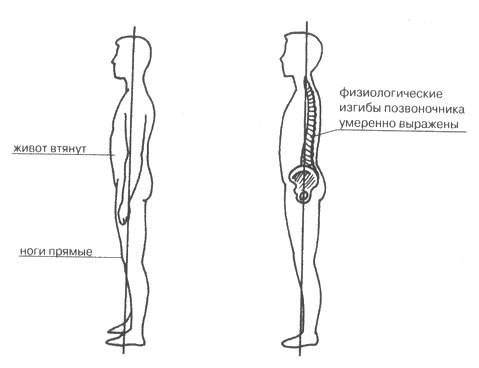 физиологические
изгибы позвоночника
умеренно выражены
живот втянут
ноги прямые